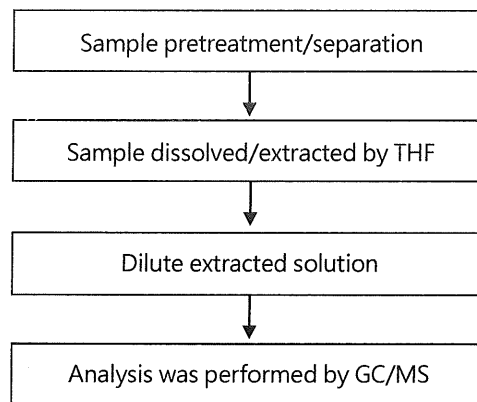 Sample pretreatment/separation
Sample dissolved/extracted by THF
Dilute extracted solution
Analysis was performed by GC/MS